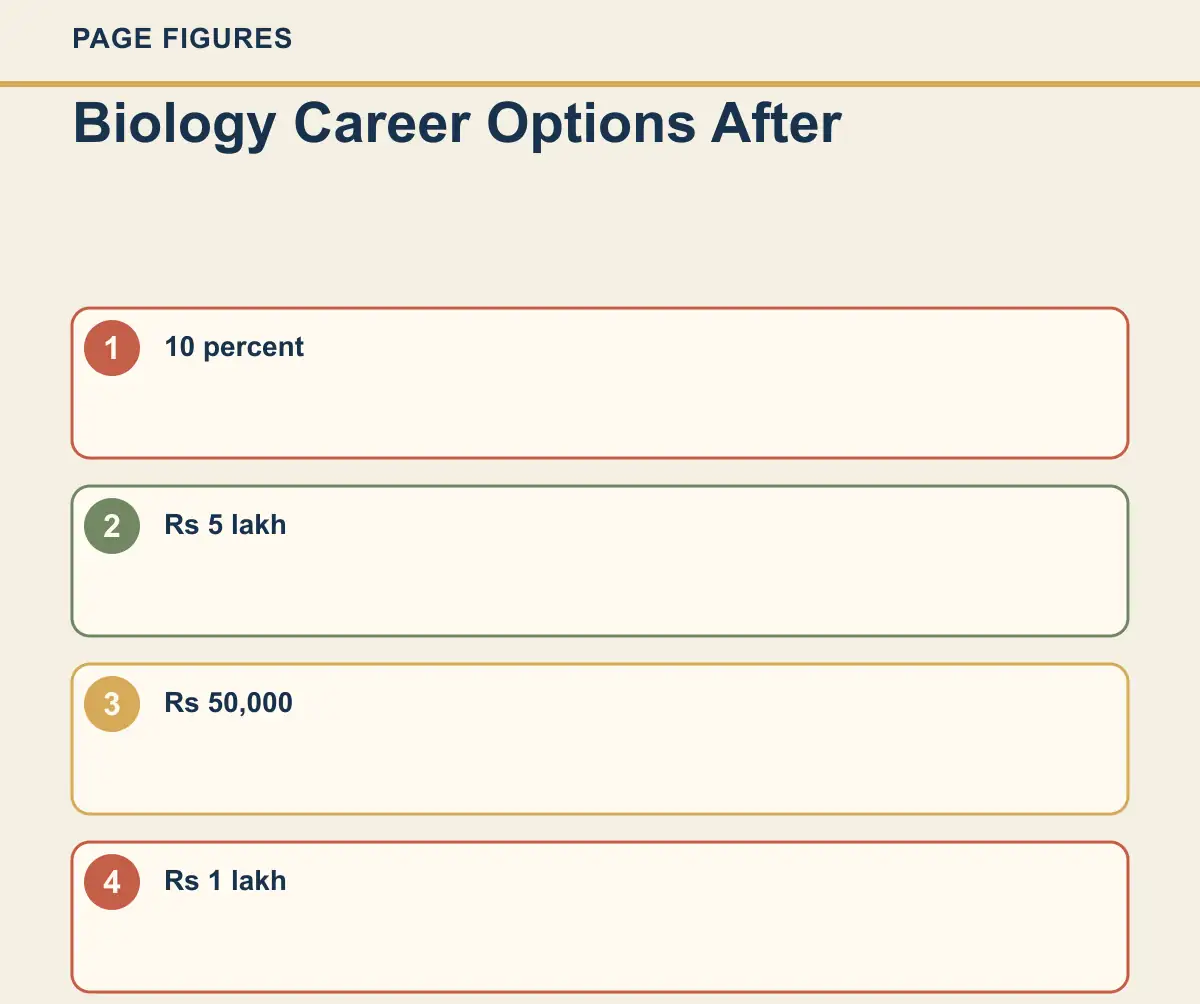 PAGE FIGURES
Biology Career Options After
1 10 percent
2 Rs 5 lakh
3 Rs 50,000
4 Rs 1 lakh